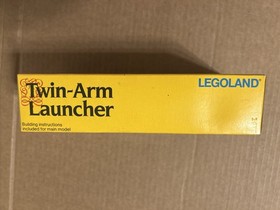 Twin-Arm
Launcher
Building instructions
included for main model
LEGOLAND®